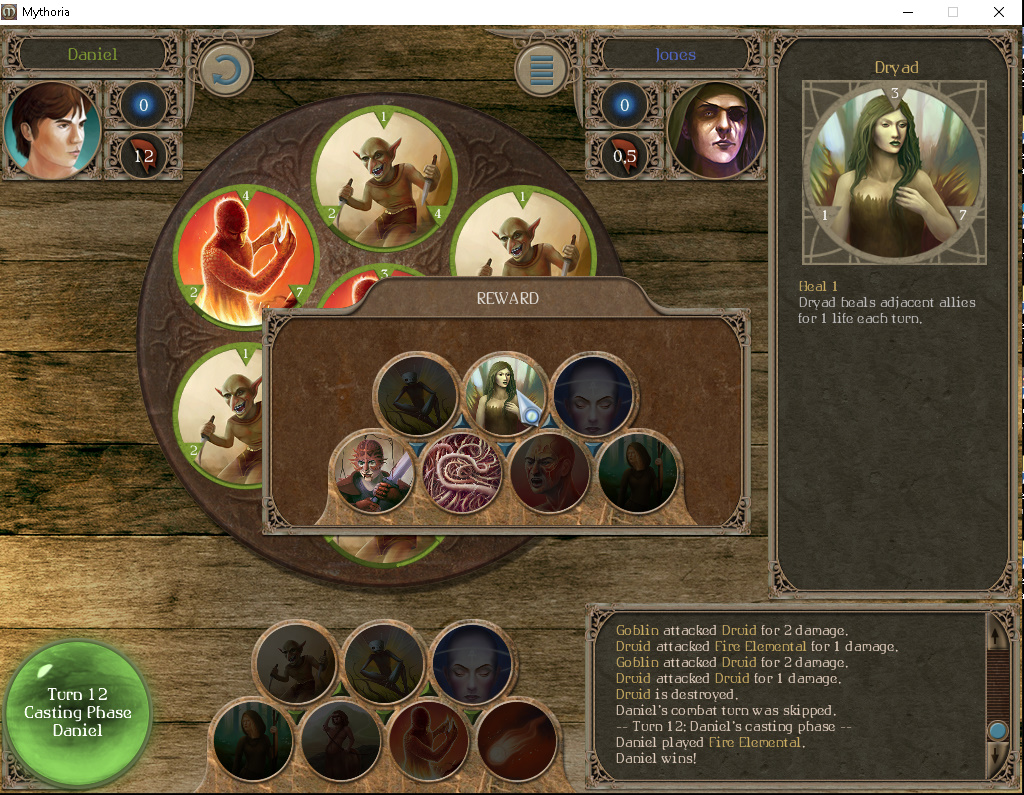 Mythoria
Daniel
0
12
Jones
0
0.5
Dryad
3
1
7
Heal 1
Dryad heals adjacent allies
for 1 life each turn.
1
2
4
4
2
7
1
3
1
2
REWARD
Turn 12
Casting Phase
Daniel
Goblin attacked Druid for 2 damage.
Druid attacked Fire Elemental for 1 damage.
Goblin attacked Druid for 2 damage.
Druid attacked Druid for 1 damage.
Druid is destroyed.
Daniel's combat turn was skipped.
-- Turn 12: Daniel's casting phase --
Daniel played Fire Elemental.
Daniel wins!